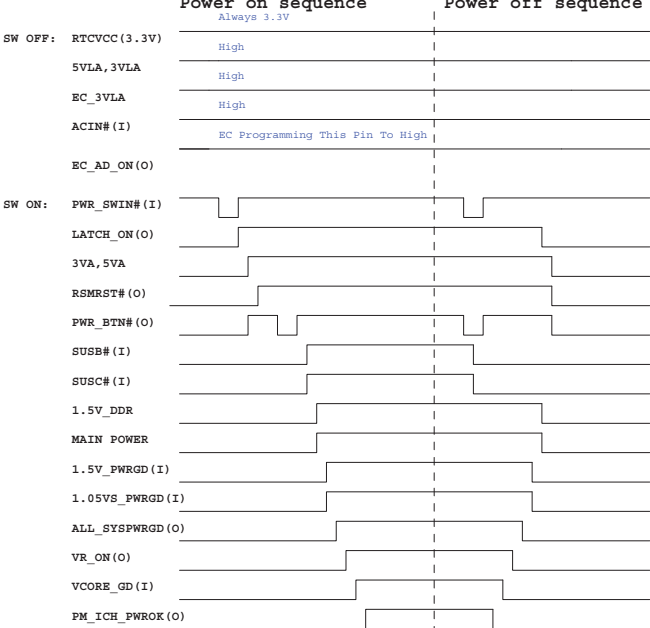 Power on sequence Power off sequence
Always 3.3V
SW OFF: RTCVCC(3.3V)
High
5VLA,3VLA
High
EC_3VLA
High
ACIN#(I)
EC Programming This Pin To High
EC_AD_ON(O)
SW ON: PWR_SWIN#(I)
LATCH_ON(O)
3VA,5VA
RSMRST#(O)
PWR_BTN#(O)
SUSB#(I)
SUSC#(I)
1.5V_DDR
MAIN POWER
1.5V_PWRGD(I)
1.05VS_PWRGD(I)
ALL_SYSPWRGD(O)
VR_ON(O)
VCORE_GD(I)
PM_ICH_PWROK(O)